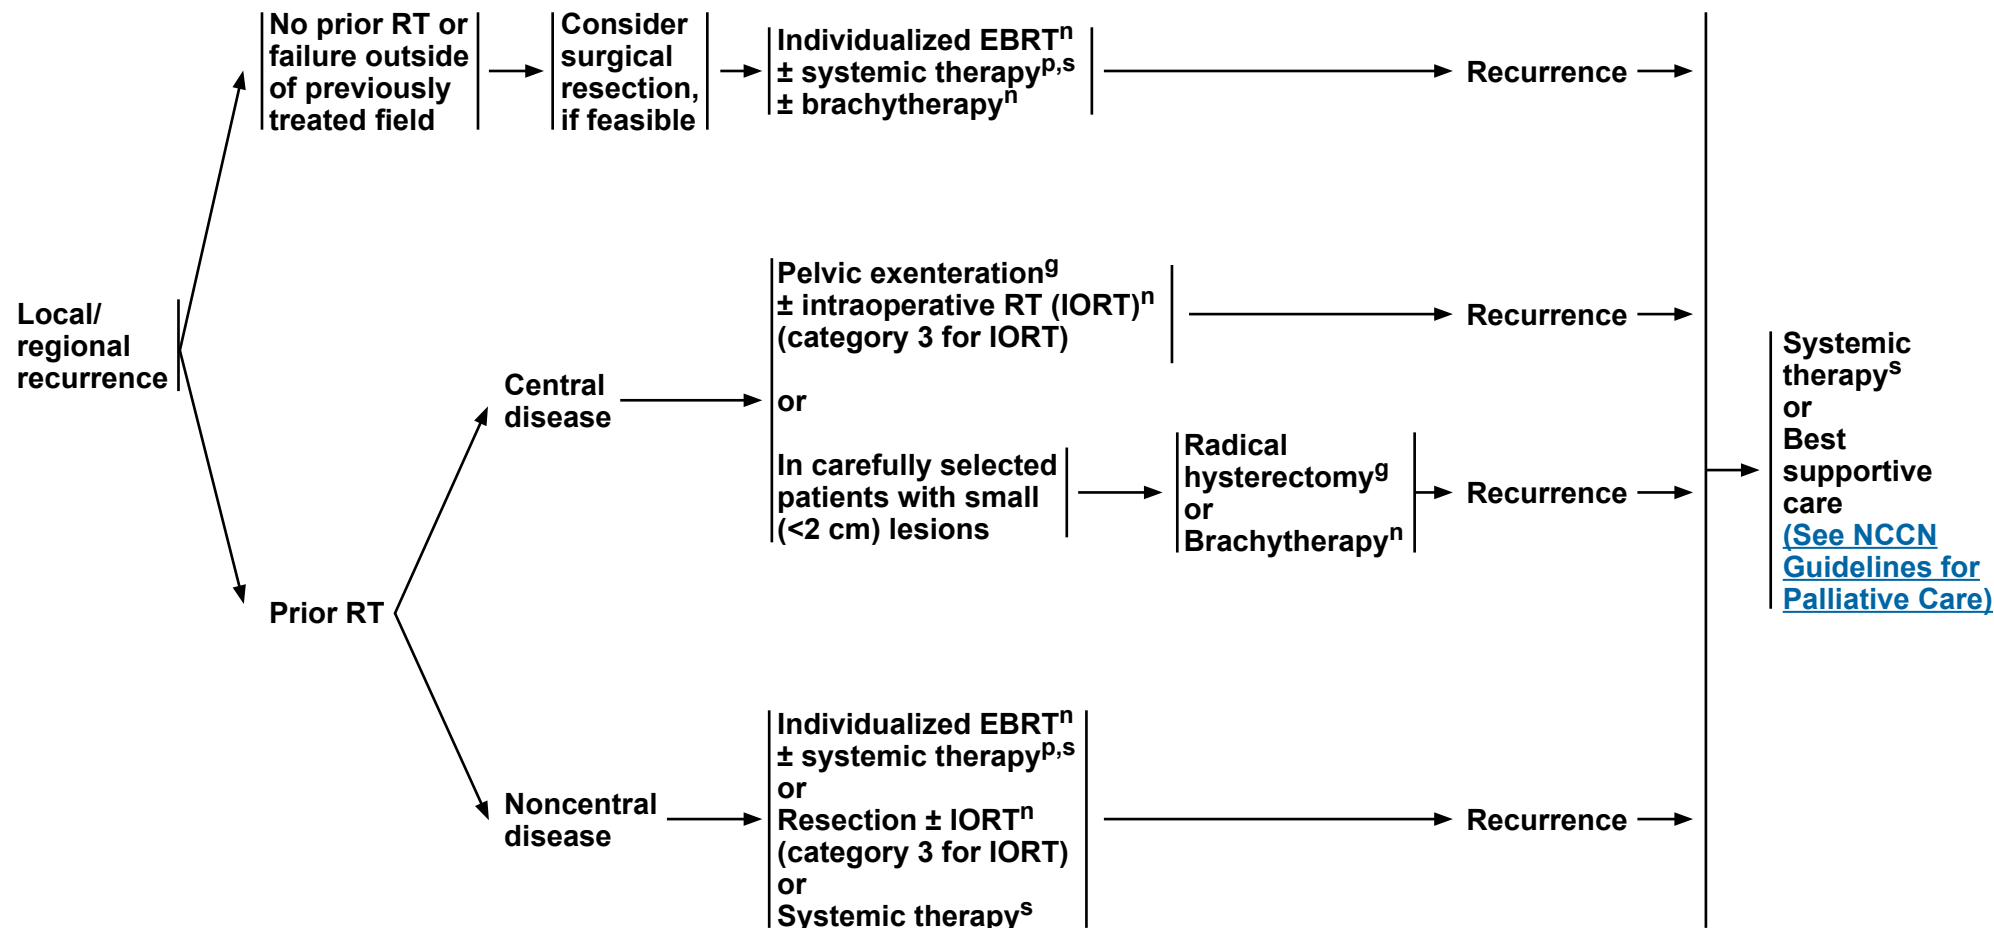 No prior RT or
failure outside
of previously
treated field
Consider
surgical
resection,
if feasible
Individualized EBRTⁿ
± systemic therapyᵖ,ˢ
± brachytherapyⁿ
Recurrence
Local/
regional
recurrence
Prior RT
Central
disease
Pelvic exenterationᵍ
± intraoperative RT (IORT)ⁿ
(category 3 for IORT)
Recurrence
or
In carefully selected
patients with small
(<2 cm) lesions
Radical
hysterectomyᵍ
or
Brachytherapyⁿ
Recurrence
Noncentral
disease
Individualized EBRTⁿ
± systemic therapyᵖ,ˢ
or
Resection ± IORTⁿ
(category 3 for IORT)
or
Systemic therapyˢ
Recurrence
Systemic
therapyˢ
or
Best
supportive
care
(See NCCN
Guidelines for
Palliative Care)